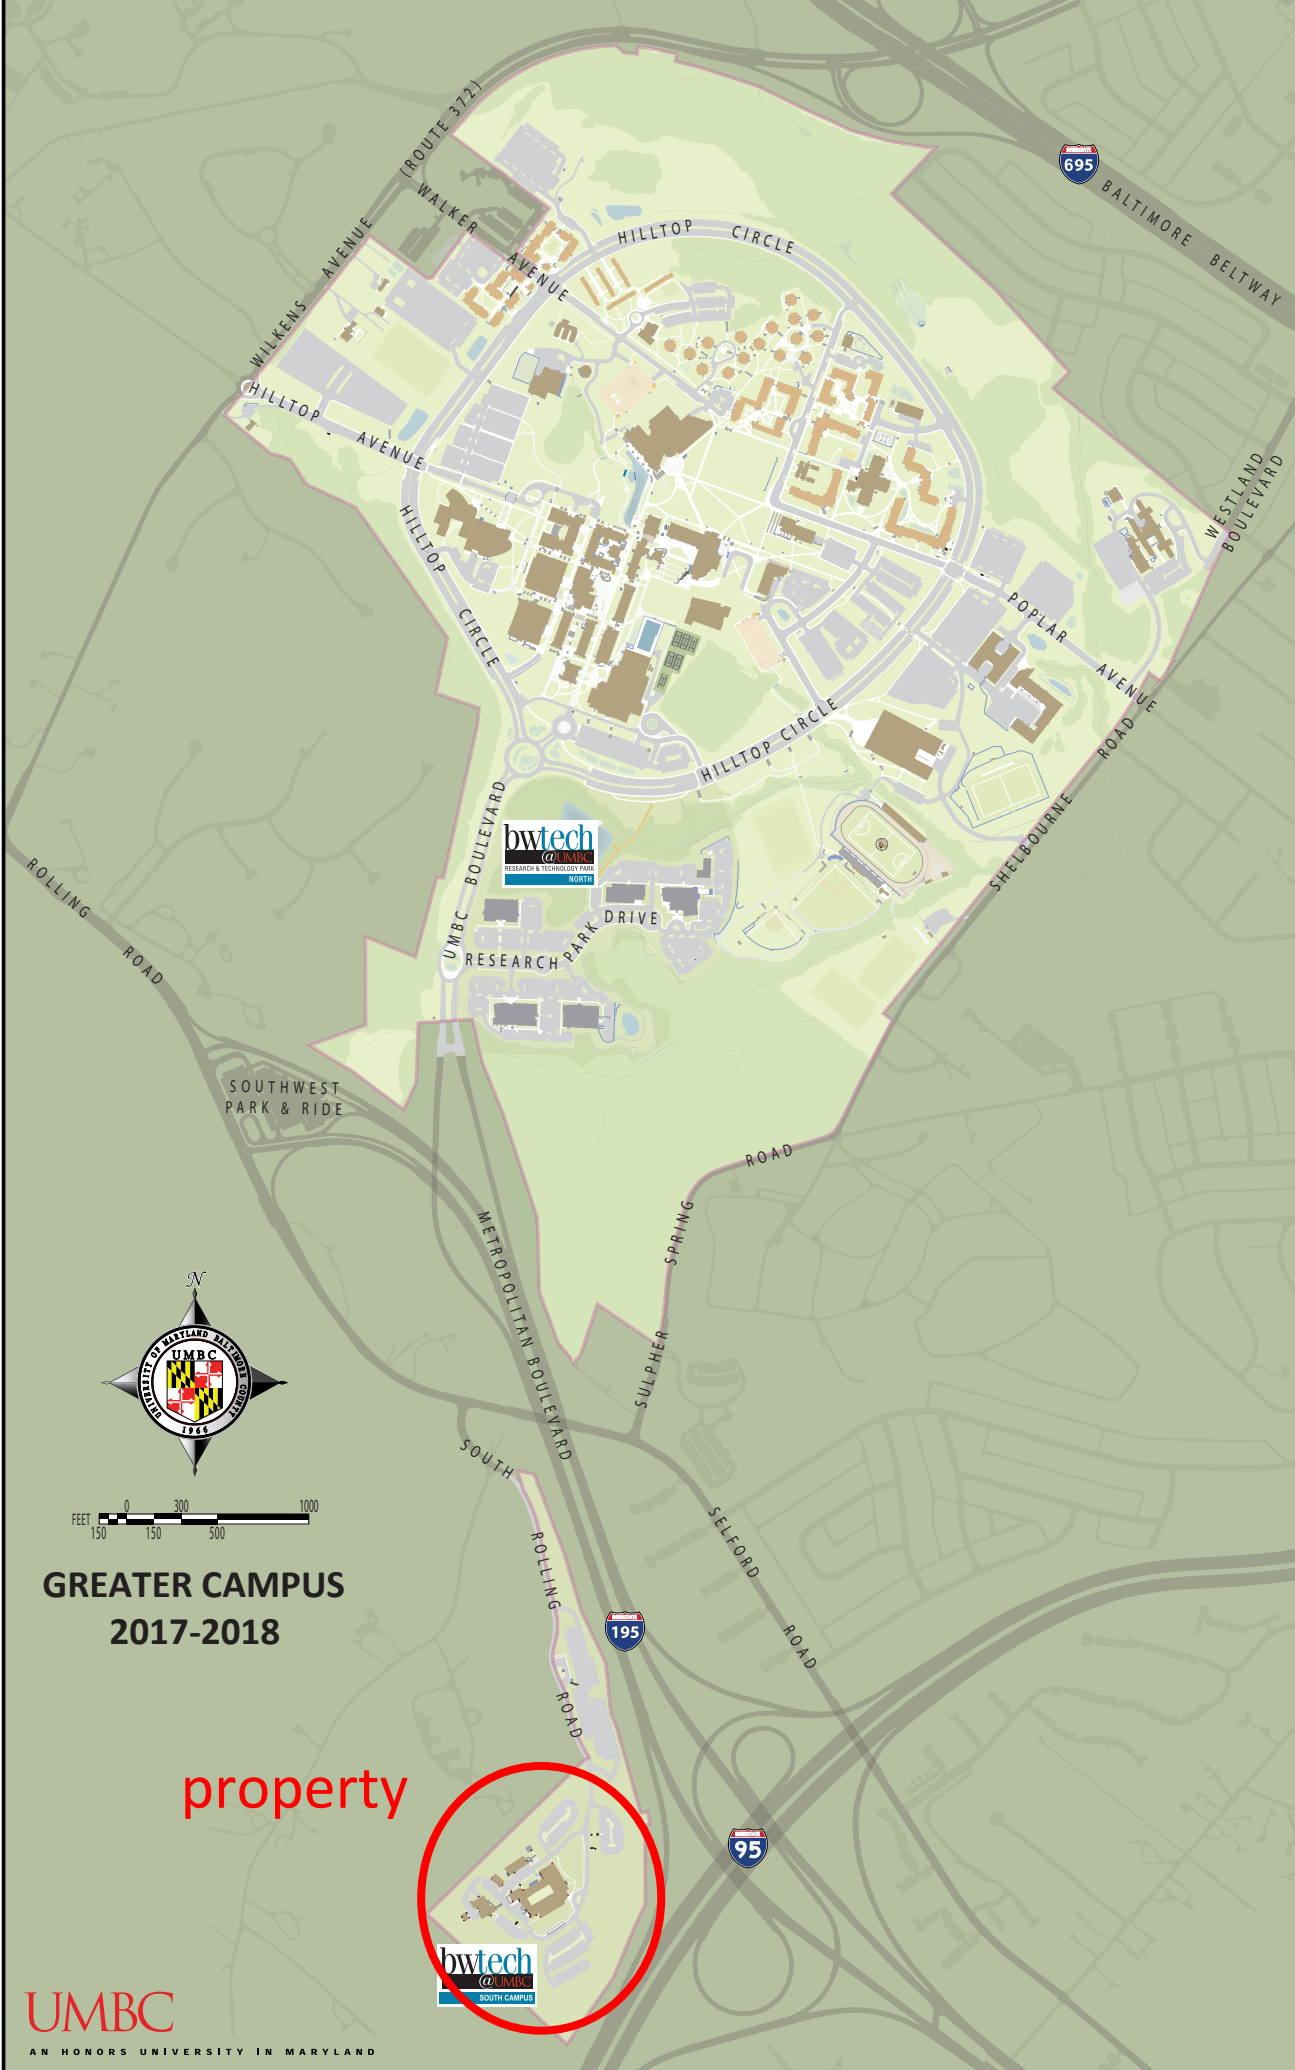 (ROUTE 372)
WALKER
AVENUE
WILKENS AVENUE
HILLTOP CIRCLE
INTERSTATE
695
BALTIMORE BELTWAY
HILLTOP AVENUE
HILLTOP CIRCLE
WESTLAND
BOULEVARD
POPLAR AVENUE
HILLTOP CIRCLE
SHELBOURNE ROAD
UMBC BOULEVARD
bwtech
@UMBC
RESEARCH & TECHNOLOGY PARK
NORTH
RESEARCH PARK DRIVE
ROLLING ROAD
SOUTHWEST
PARK & RIDE
SULPHER SPRING ROAD
METROPOLITAN BOULEVARD
N
UNIVERSITY OF MARYLAND BALTIMORE COUNTY
UMBC
1966
SOUTH ROLLING ROAD
SELFORD ROAD
0 300 1000
FEET
150 150 500
GREATER CAMPUS
2017-2018
INTERSTATE
195
property
INTERSTATE
95
bwtech
@UMBC
SOUTH CAMPUS
UMBC
AN HONORS UNIVERSITY IN MARYLAND